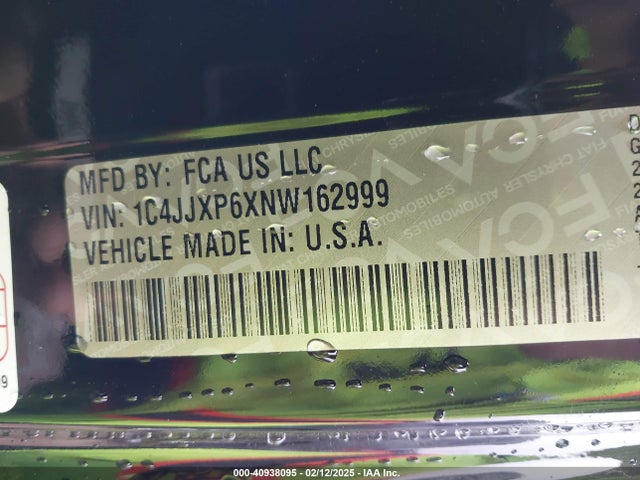 MFD BY: FCA US LLC
VIN: 1C4JJXP6XNW162999
VEHICLE MADE IN: U.S.A.
000-40938095 - 02/12/2025 - IAA Inc.